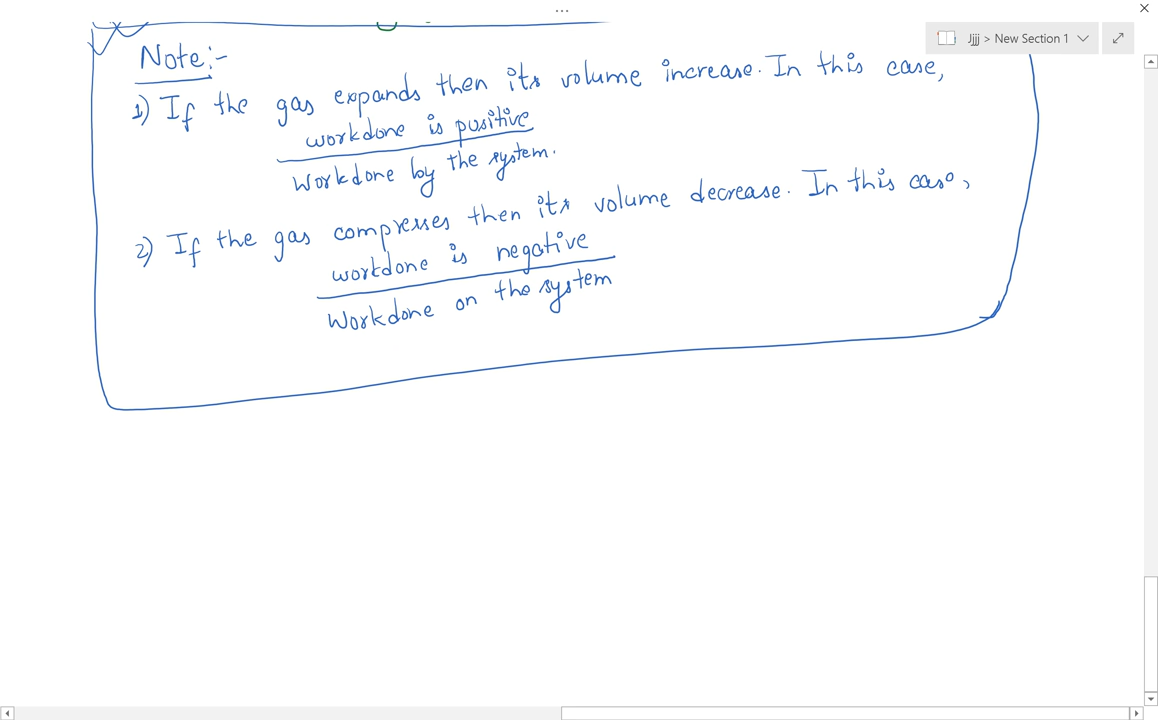 Jjjj > New Section 1
Note:-
1) If the gas expands then its volume increase. In this case,
workdone is positive
Workdone by the system.
2) If the gas compresses then its volume decrease. In this case,
workdone is negative
Workdone on the system